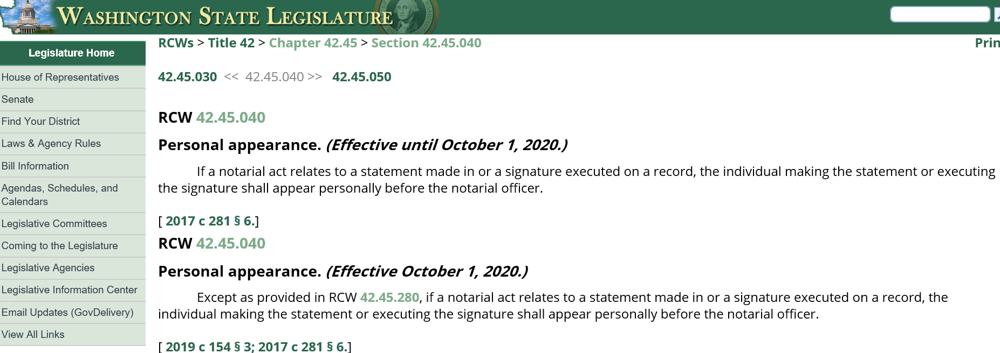 WASHINGTON STATE LEGISLATURE
Legislature Home
House of Representatives
Senate
Find Your District
Laws & Agency Rules
Bill Information
Agendas, Schedules, and
Calendars
Legislative Committees
Coming to the Legislature
Legislative Agencies
Legislative Information Center
Email Updates (GovDelivery)
View All Links
RCWs > Title 42 > Chapter 42.45 > Section 42.45.040
Prin
42.45.030 << 42.45.040 >> 42.45.050
RCW 42.45.040
Personal appearance. (Effective until October 1, 2020.)
If a notarial act relates to a statement made in or a signature executed on a record, the individual making the statement or executing
the signature shall appear personally before the notarial officer.
[ 2017 c 281 § 6.]
RCW 42.45.040
Personal appearance. (Effective October 1, 2020.)
Except as provided in RCW 42.45.280, if a notarial act relates to a statement made in or a signature executed on a record, the
individual making the statement or executing the signature shall appear personally before the notarial officer.
[ 2019 c 154 § 3; 2017 c 281 § 6.]